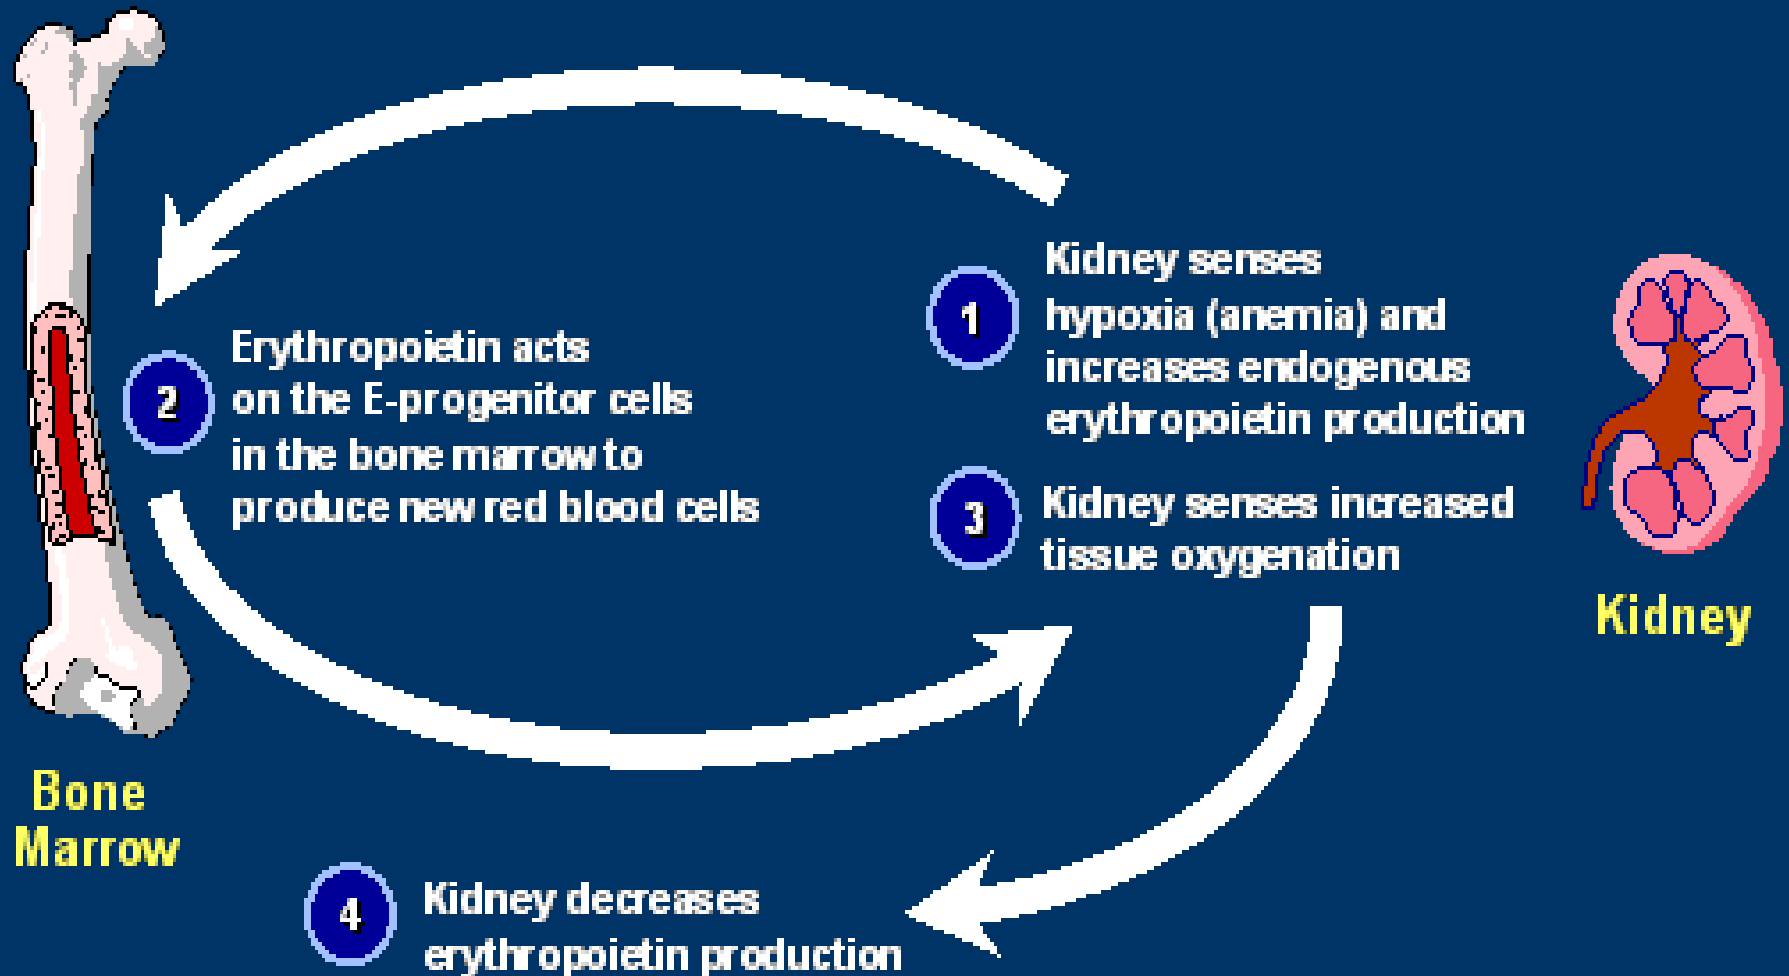 1
Kidney senses
hypoxia (anemia) and
increases endogenous
erythropoietin production
2
Erythropoietin acts
on the E-progenitor cells
in the bone marrow to
produce new red blood cells
3
Kidney senses increased
tissue oxygenation
Kidney
Bone
Marrow
4
Kidney decreases
erythropoietin production